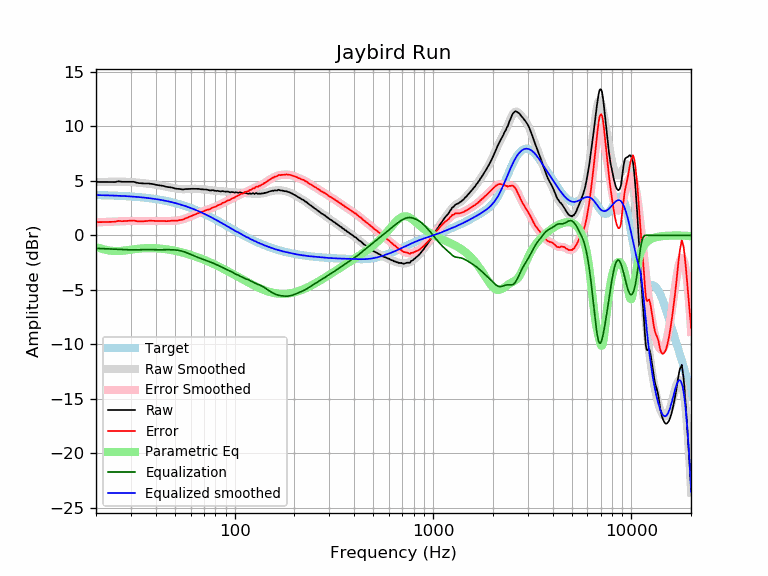 Jaybird Run
15
10
5
0
−5
−10
−15
−20
−25
Amplitude (dBr)
Target
Raw Smoothed
Error Smoothed
Raw
Error
Parametric Eq
Equalization
Equalized smoothed
100
1000
10000
Frequency (Hz)